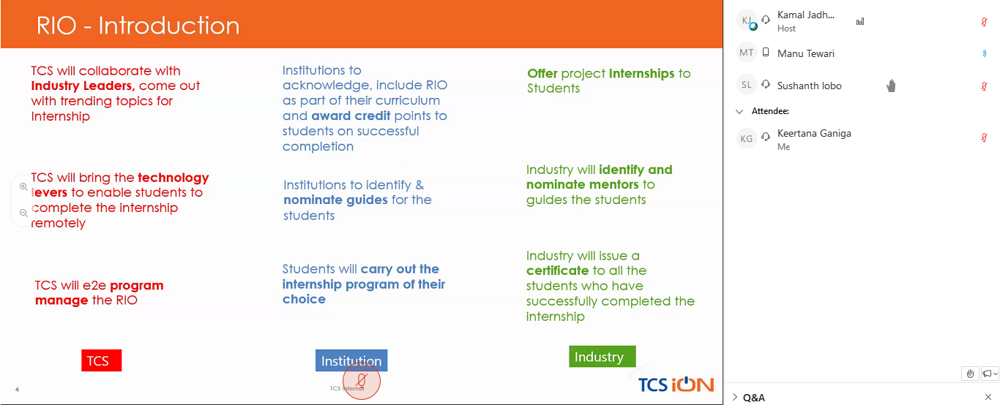 RIO - Introduction
TCS will collaborate with
Industry Leaders, come out
with trending topics for
Internship
TCS will bring the technology
levers to enable students to
complete the internship
remotely
TCS will e2e program
manage the RIO
TCS
Institutions to
acknowledge, include RIO
as part of their curriculum
and award credit points to
students on successful
completion
Institutions to identify &
nominate guides for the
students
Students will carry out the
internship program of their
choice
Institution
Offer project Internships to
Students
Industry will identify and
nominate mentors to
guides the students
Industry will issue a
certificate to all the
students who have
successfully completed the
internship
Industry
4
TCS Internal
TCS iON
KJ
Kamal Jadh...
Host
MT
Manu Tewari
SL
Sushanth lobo
Attendee:
KG
Keertana Ganiga
Me
Q&A